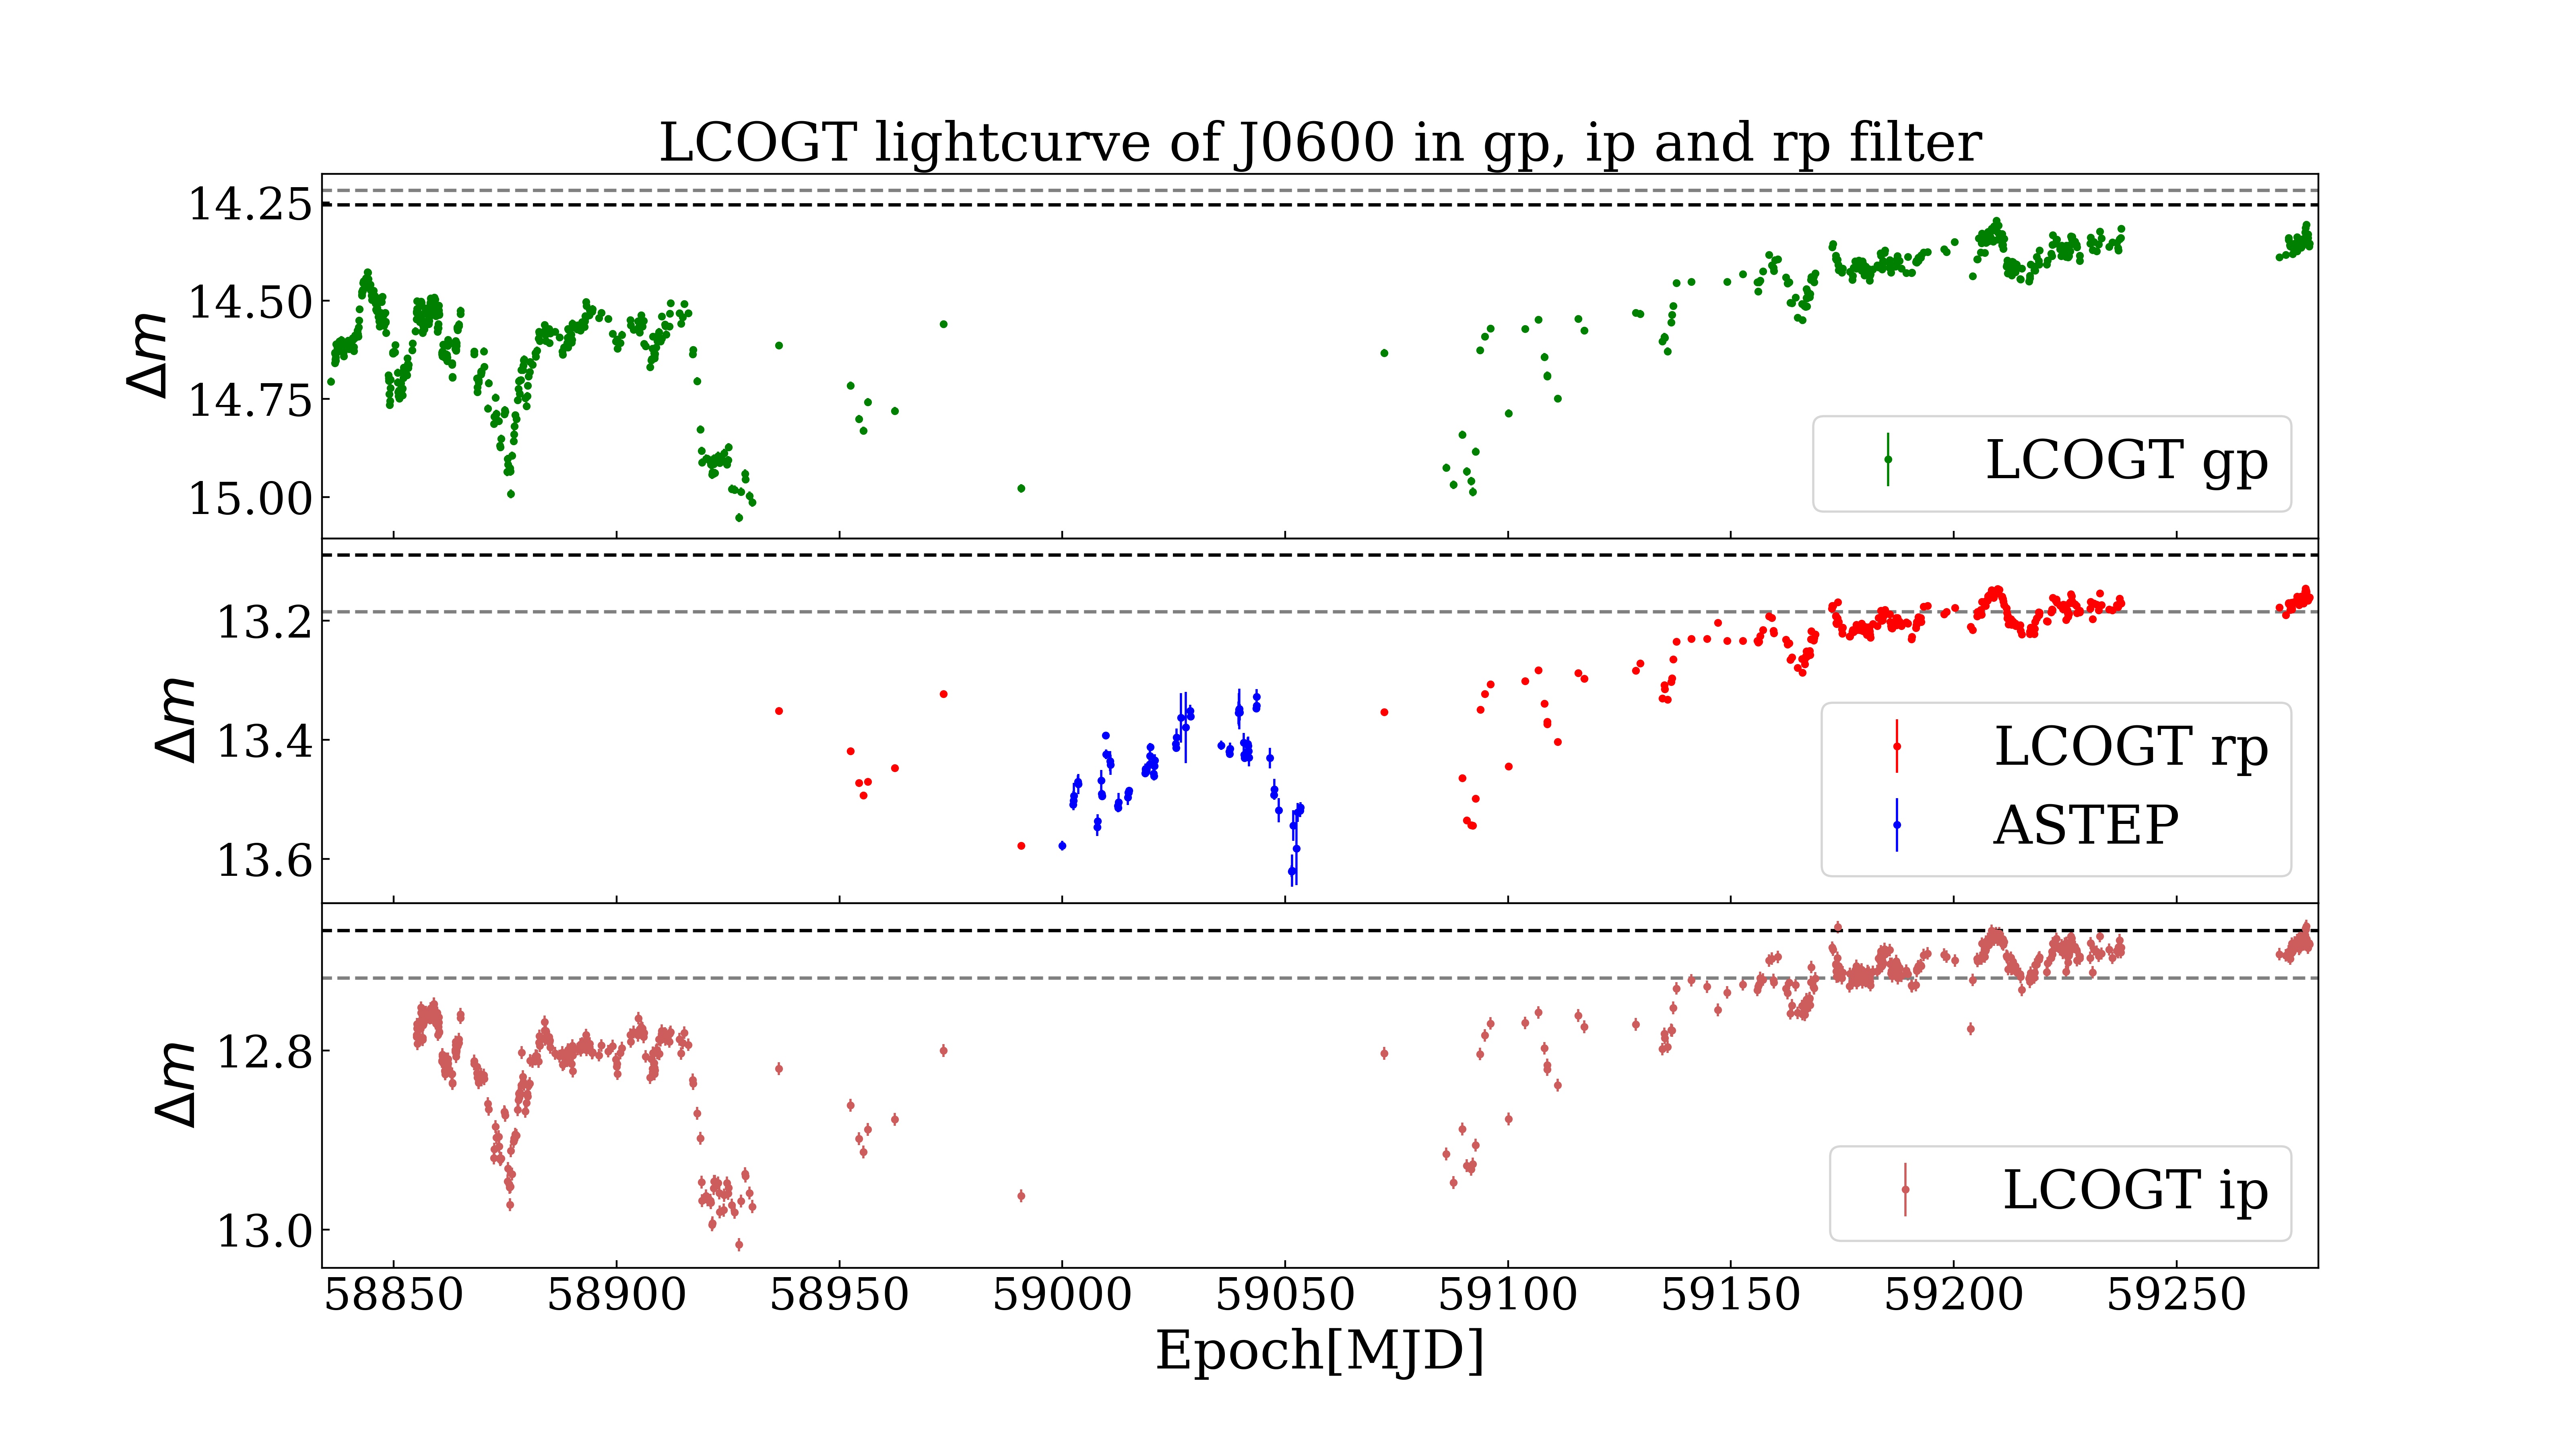 LCOGT lightcurve of J0600 in gp, ip and rp filter
14.25
14.50
14.75
15.00
Δm
LCOGT gp
13.2
13.4
13.6
Δm
LCOGT rp
ASTEP
12.8
13.0
Δm
LCOGT ip
58850 58900 58950 59000 59050 59100 59150 59200 59250
Epoch[MJD]